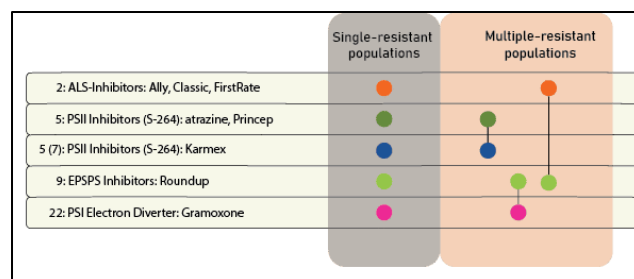 Single-resistant
populations
Multiple-resistant
populations
2: ALS-Inhibitors: Ally, Classic, FirstRate
5: PSII Inhibitors (S-264): atrazine, Princep
5 (7): PSII Inhibitors (S-264): Karmex
9: EPSPS Inhibitors: Roundup
22: PSI Electron Diverter: Gramoxone